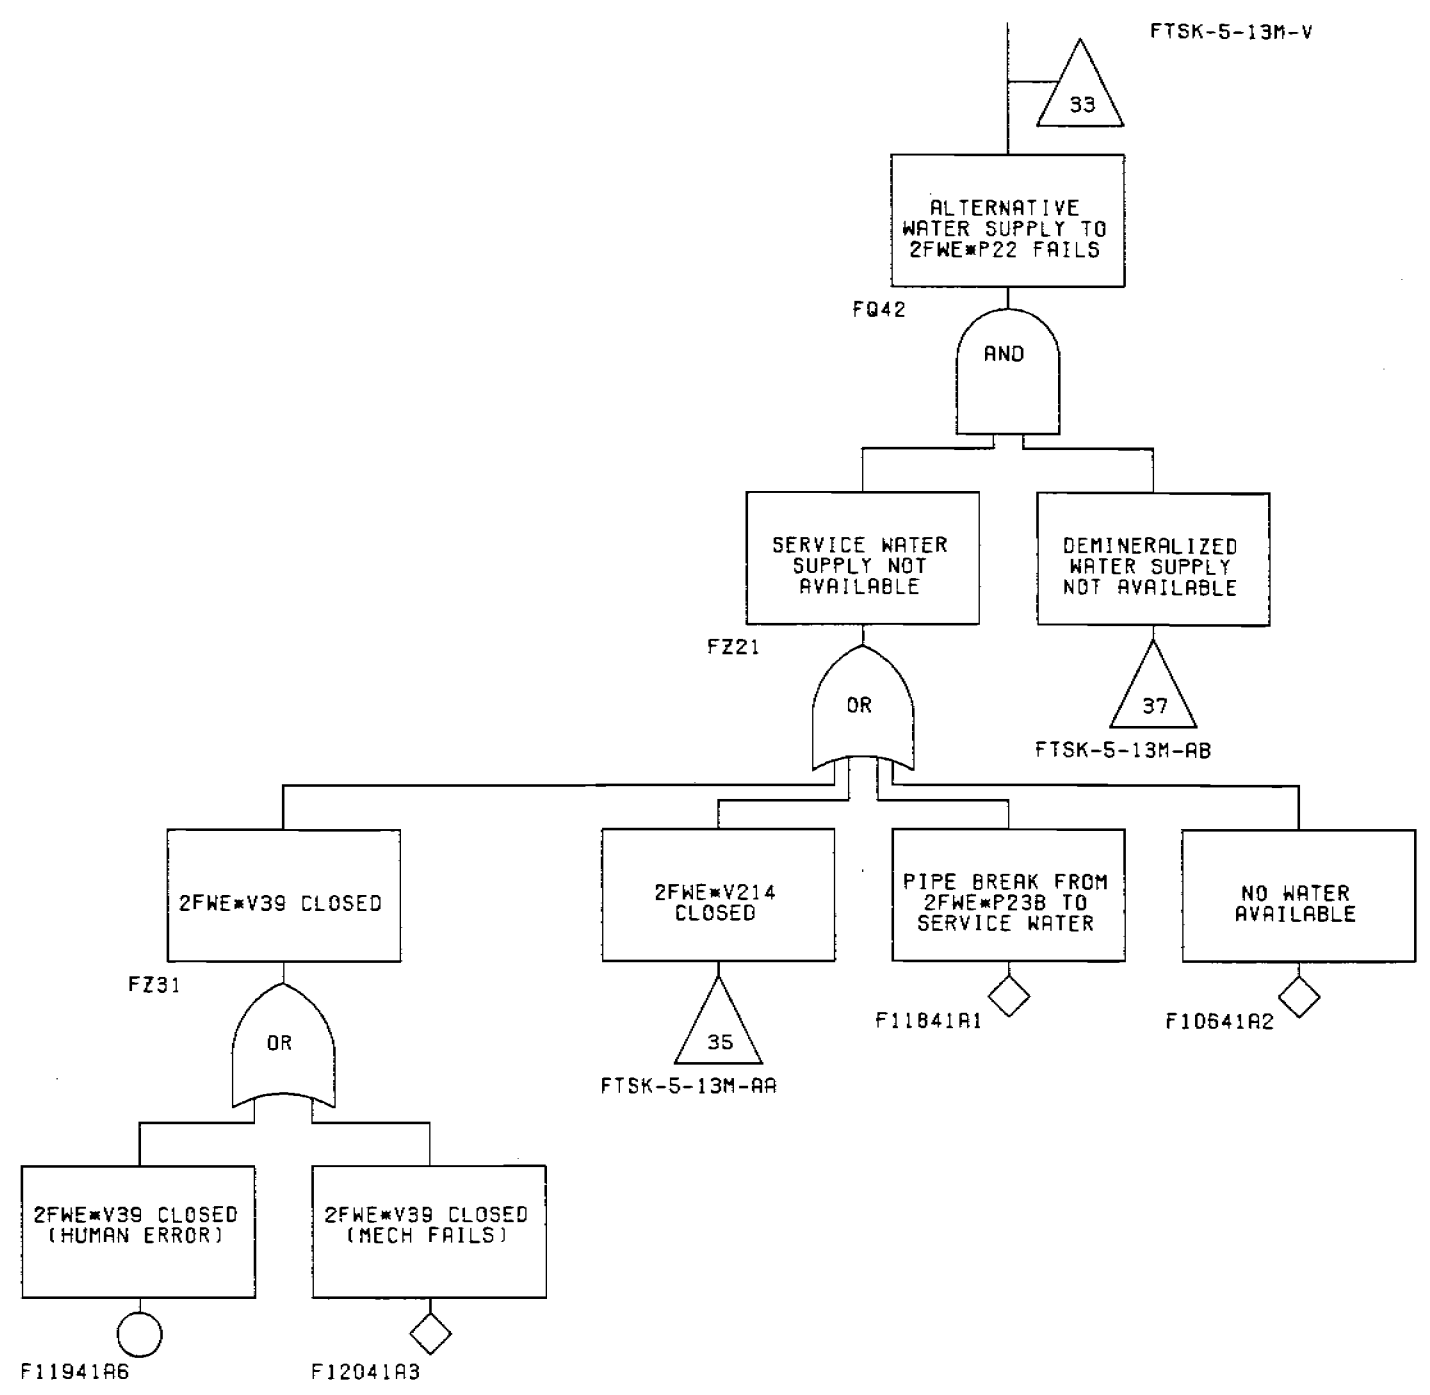 FTSK-5-13M-V
33
ALTERNATIVE
WATER SUPPLY TO
2FWE*P22 FAILS
FQ42
AND
SERVICE WATER
SUPPLY NOT
AVAILABLE
DEMINERALIZED
WATER SUPPLY
NOT AVAILABLE
FZ21
OR
37
FTSK-5-13M-AB
2FWE*V39 CLOSED
2FWE*V214
CLOSED
PIPE BREAK FROM
2FWE*P23B TO
SERVICE WATER
NO WATER
AVAILABLE
FZ31
OR
35
FTSK-5-13M-AA
F11841A1
F10641A2
2FWE*V39 CLOSED
(HUMAN ERROR)
2FWE*V39 CLOSED
(MECH FAILS)
F11941A6
F12041A3